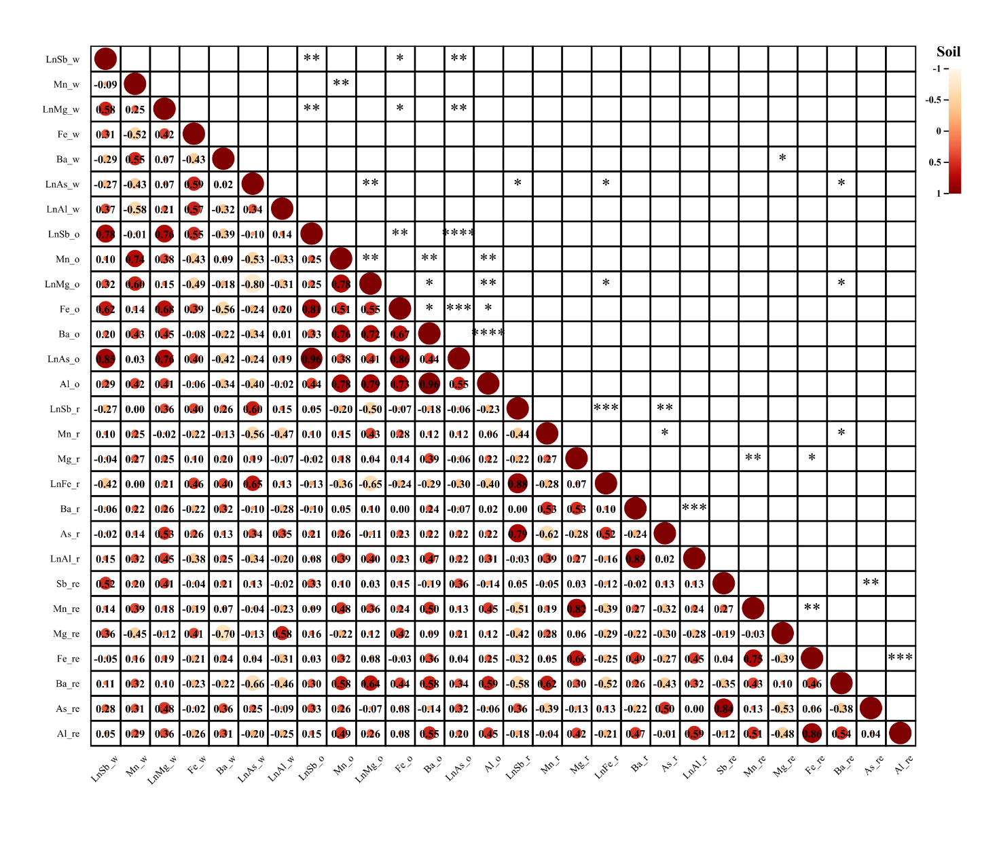 Soil
-1
-0.5
0
0.5
1
LnSb_w ** * **
Mn_w -0.09 **
LnMg_w 0.58 0.25 ** * **
Fe_w 0.31 -0.52 0.42
Ba_w -0.29 0.55 0.07 -0.43 *
LnAs_w -0.27 -0.43 0.07 0.59 0.02 ** * * *
LnAl_w 0.37 -0.58 0.21 0.57 -0.32 0.34
LnSb_o 0.78 -0.01 0.76 0.55 -0.39 -0.10 0.14 ** ****
Mn_o 0.10 0.74 0.38 -0.43 0.09 -0.53 -0.33 0.25 ** ** **
LnMg_o 0.32 0.60 0.15 -0.49 -0.18 -0.80 -0.31 0.25 0.78 * ** * *
Fe_o 0.62 0.14 0.68 0.39 -0.56 -0.24 0.20 0.81 0.51 0.55 * *** *
Ba_o 0.20 0.43 0.45 -0.08 -0.22 -0.34 0.01 0.33 0.76 0.72 0.67 ****
LnAs_o 0.85 0.03 0.76 0.40 -0.42 -0.24 0.19 0.96 0.38 0.41 0.86 0.44
Al_o 0.29 0.42 0.41 -0.06 -0.34 -0.40 -0.02 0.44 0.78 0.79 0.73 0.96 0.55
LnSb_r -0.27 0.00 0.36 0.40 0.26 0.60 0.15 0.05 -0.20 -0.50 -0.07 -0.18 -0.06 -0.23 *** **
Mn_r 0.10 0.25 -0.02 -0.22 -0.13 -0.56 -0.47 0.10 0.15 0.43 0.28 0.12 0.12 0.06 -0.44 * *
Mg_r -0.04 0.27 0.25 0.10 0.20 0.19 -0.07 -0.02 0.18 0.04 0.14 0.39 -0.06 0.22 -0.22 0.27 ** *
LnFe_r -0.42 0.00 0.21 0.46 0.40 0.65 0.13 -0.13 -0.36 -0.65 -0.24 -0.29 -0.30 -0.40 0.88 -0.28 0.07
Ba_r -0.06 0.22 0.26 -0.22 0.32 -0.10 -0.28 -0.10 0.05 0.10 0.00 0.24 -0.07 0.02 0.00 0.53 0.53 0.10 ***
As_r -0.02 0.14 0.53 0.26 0.13 0.34 0.35 0.21 0.26 -0.11 0.23 0.22 0.22 0.22 0.79 -0.62 -0.28 0.52 -0.24
LnAl_r 0.15 0.32 0.45 -0.38 0.25 -0.34 -0.20 0.08 0.39 0.40 0.23 0.47 0.22 0.31 -0.03 0.39 0.27 -0.16 0.85 0.02
Sb_re 0.52 0.20 0.41 -0.04 0.21 0.13 -0.02 0.33 0.10 0.03 0.15 -0.19 0.36 -0.14 0.05 -0.05 0.03 -0.12 -0.02 0.13 0.13 **
Mn_re 0.14 0.39 0.18 -0.19 0.07 -0.04 -0.23 0.09 0.48 0.36 0.24 0.50 0.13 0.45 -0.51 0.19 0.82 -0.39 0.27 -0.32 0.24 0.27 **
Mg_re 0.36 -0.45 -0.12 0.41 -0.70 -0.13 0.58 0.16 -0.22 0.12 0.42 0.09 0.21 0.12 -0.42 0.28 0.06 -0.29 -0.22 -0.30 -0.28 -0.19 -0.03
Fe_re -0.05 0.16 0.19 -0.21 0.24 0.04 -0.31 0.03 0.32 0.08 -0.03 0.36 0.04 0.25 -0.32 0.05 0.66 -0.25 0.49 -0.27 0.45 0.04 0.75 -0.39 ***
Ba_re 0.11 0.32 0.10 -0.23 -0.22 -0.66 -0.46 0.30 0.58 0.64 0.44 0.58 0.34 0.59 -0.58 0.62 0.30 -0.52 0.26 -0.43 0.32 -0.35 0.43 0.10 0.46
As_re 0.28 0.31 0.48 -0.02 0.36 0.25 -0.09 0.33 0.26 -0.07 0.08 -0.14 0.32 -0.06 0.36 -0.39 -0.13 0.13 -0.22 0.50 0.00 0.84 0.13 -0.53 0.06 -0.38
Al_re 0.05 0.29 0.36 -0.26 0.31 -0.20 -0.25 0.15 0.49 0.26 0.08 0.55 0.20 0.45 -0.18 -0.04 0.42 -0.21 0.47 -0.01 0.59 -0.12 0.51 -0.48 0.86 0.54 0.04
LnSb_w Mn_w LnMg_w Fe_w Ba_w LnAs_w LnAl_w LnSb_o Mn_o LnMg_o Fe_o Ba_o LnAs_o Al_o LnSb_r Mn_r Mg_r LnFe_r Ba_r As_r LnAl_r Sb_re Mn_re Mg_re Fe_re Ba_re As_re Al_re